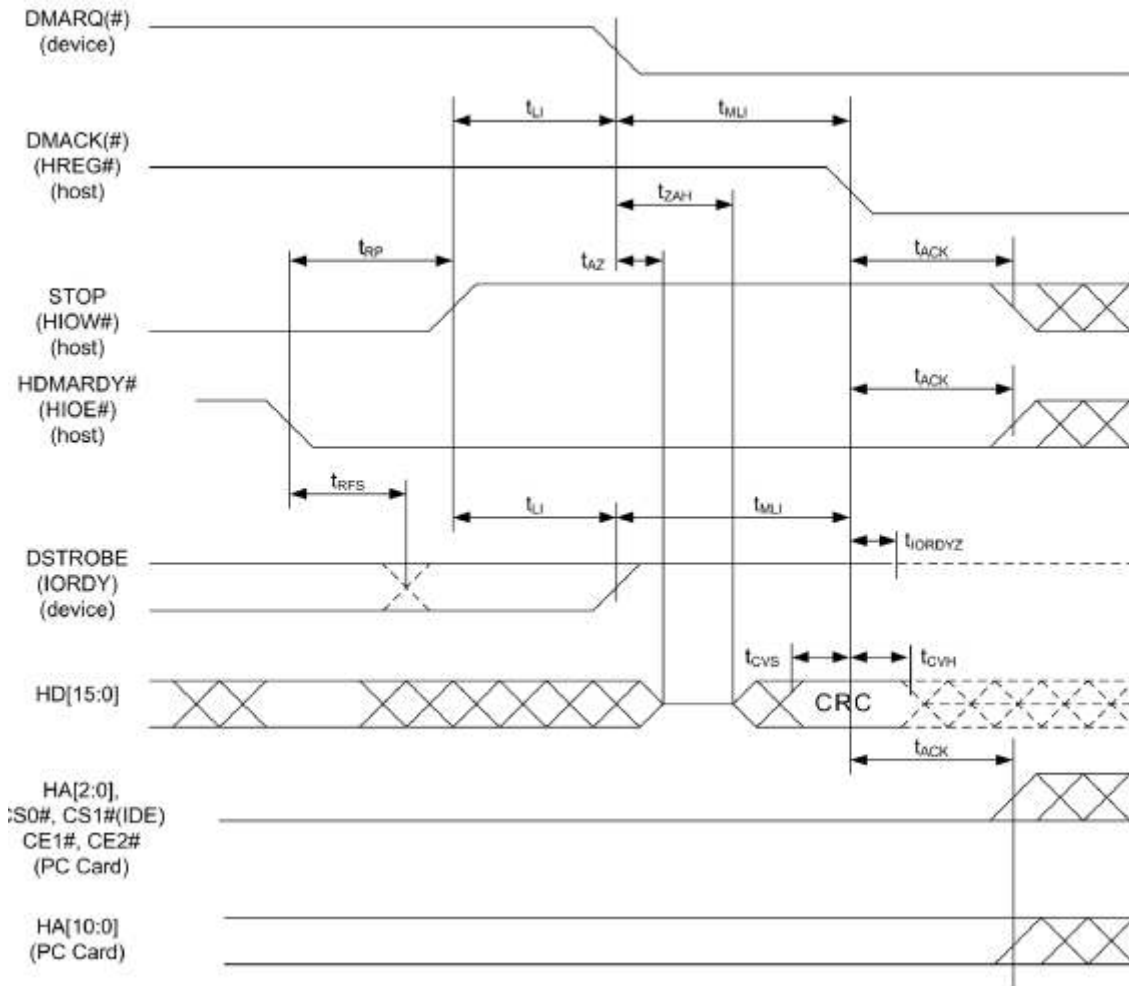 DMARQ(#)
(device)
tLI
tMLI
DMACK(#)
(HREG#)
(host)
tZAH
tRP
tAZ
tACK
STOP
(HIOW#)
(host)
HDMARDY#
(HIOE#)
(host)
tACK
tRFS
tLI
tMLI
tIORDYZ
DSTROBE
(IORDY)
(device)
tCVS
tCVH
HD[15:0]
CRC
tACK
HA[2:0],
CS0#, CS1#(IDE)
CE1#, CE2#
(PC Card)
HA[10:0]
(PC Card)